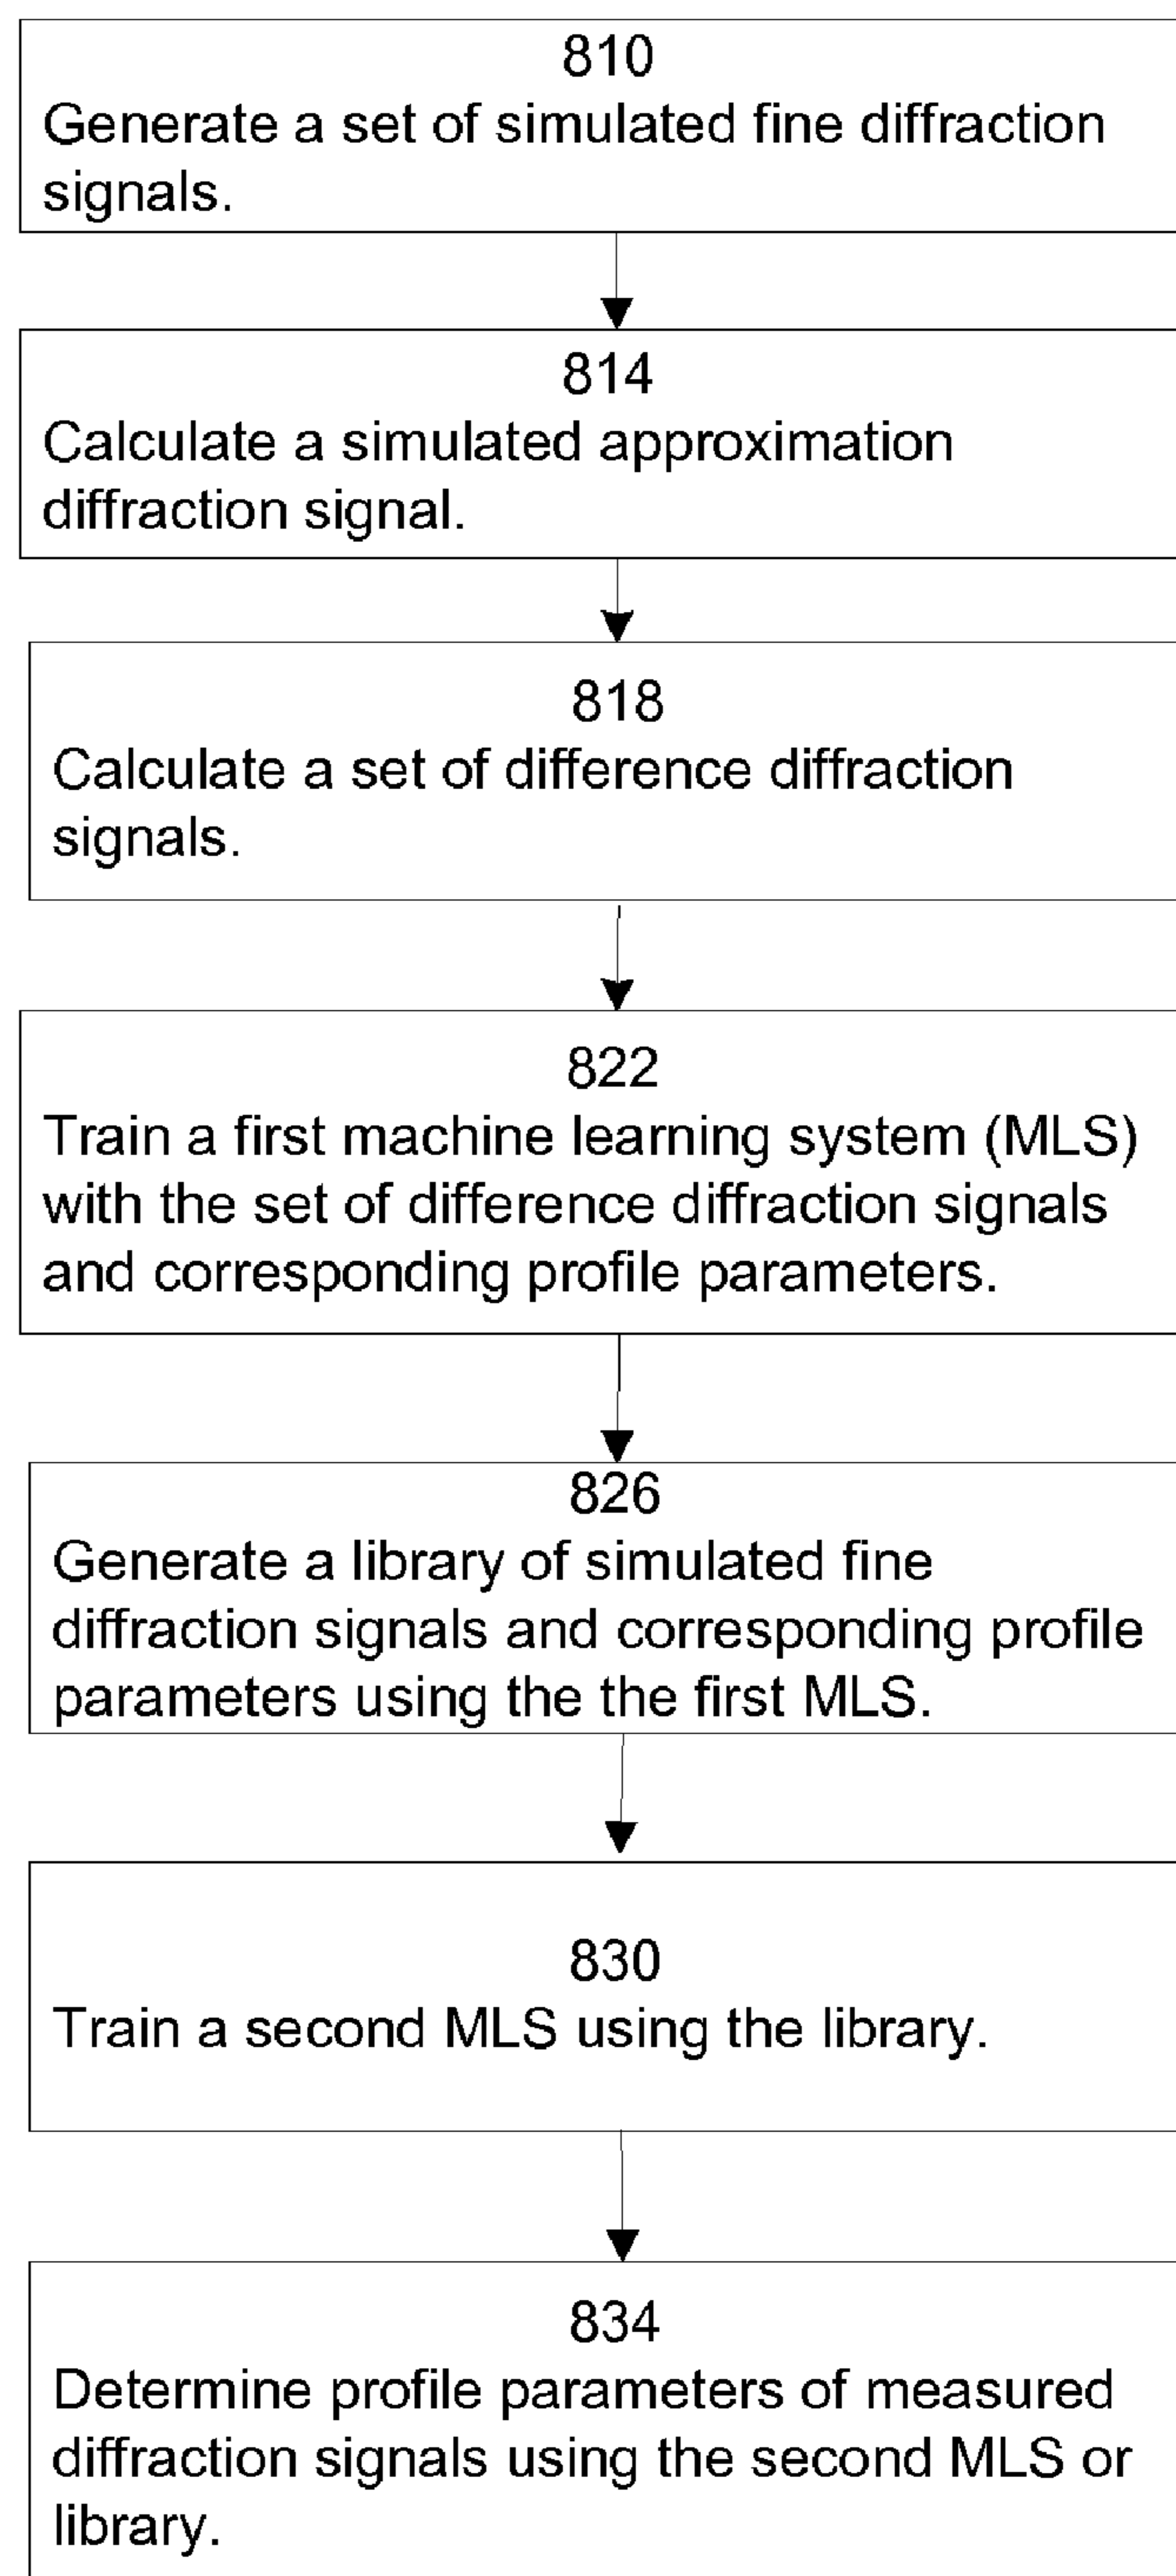 810
Generate a set of simulated fine diffraction
signals.
814
Calculate a simulated approximation
diffraction signal.
818
Calculate a set of difference diffraction
signals.
822
Train a first machine learning system (MLS)
with the set of difference diffraction signals
and corresponding profile parameters.
826
Generate a library of simulated fine
diffraction signals and corresponding profile
parameters using the the first MLS.
830
Train a second MLS using the library.
834
Determine profile parameters of measured
diffraction signals using the second MLS or
library.